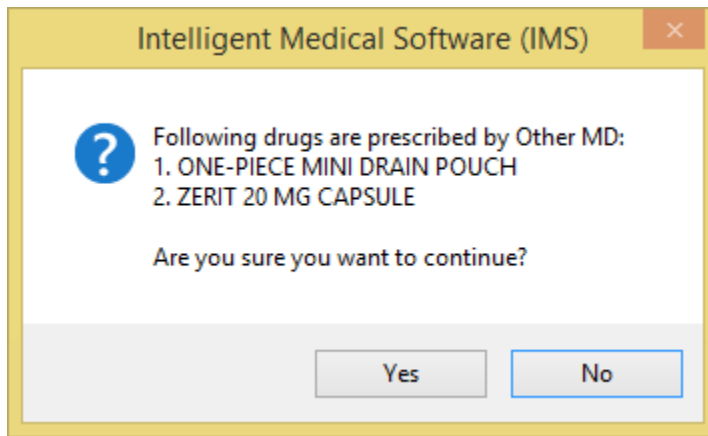 Intelligent Medical Software (IMS)
Following drugs are prescribed by Other MD:
1. ONE-PIECE MINI DRAIN POUCH
2. ZERIT 20 MG CAPSULE
Are you sure you want to continue?
Yes
No